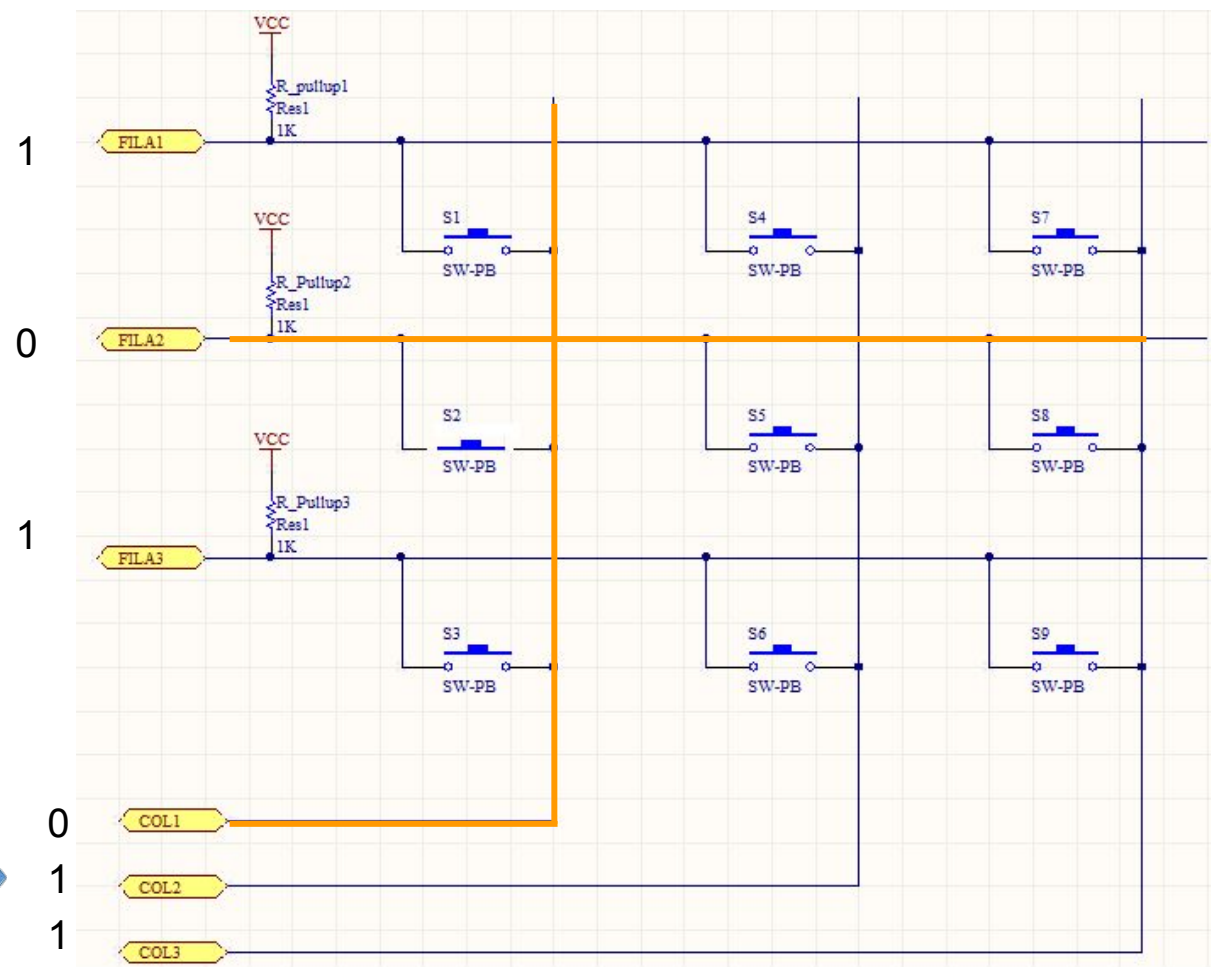 VCC
R_pullup1
Res1
1K
1
FILA1
S1
SW-PB
S4
SW-PB
S7
SW-PB
VCC
R_Pullup2
Res1
1K
0
FILA2
S2
SW-PB
S5
SW-PB
S8
SW-PB
VCC
R_Pullup3
Res1
1K
1
FILA3
S3
SW-PB
S6
SW-PB
S9
SW-PB
0
COL1
1
COL2
1
COL3